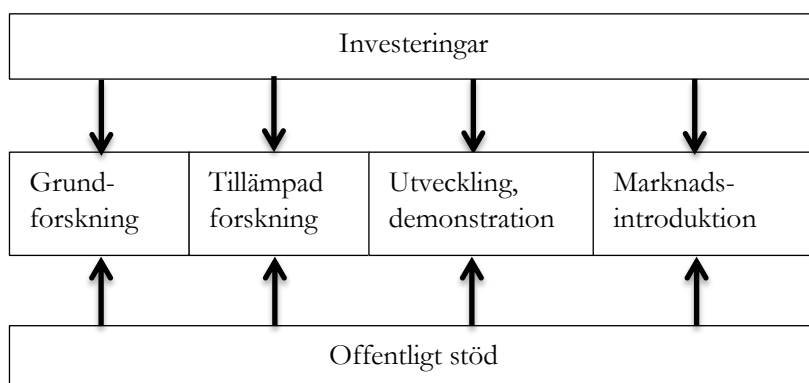 Investeringar
Grund-
forskning
Tillämpad
forskning
Utveckling,
demonstration
Marknads-
introduktion
Offentligt stöd